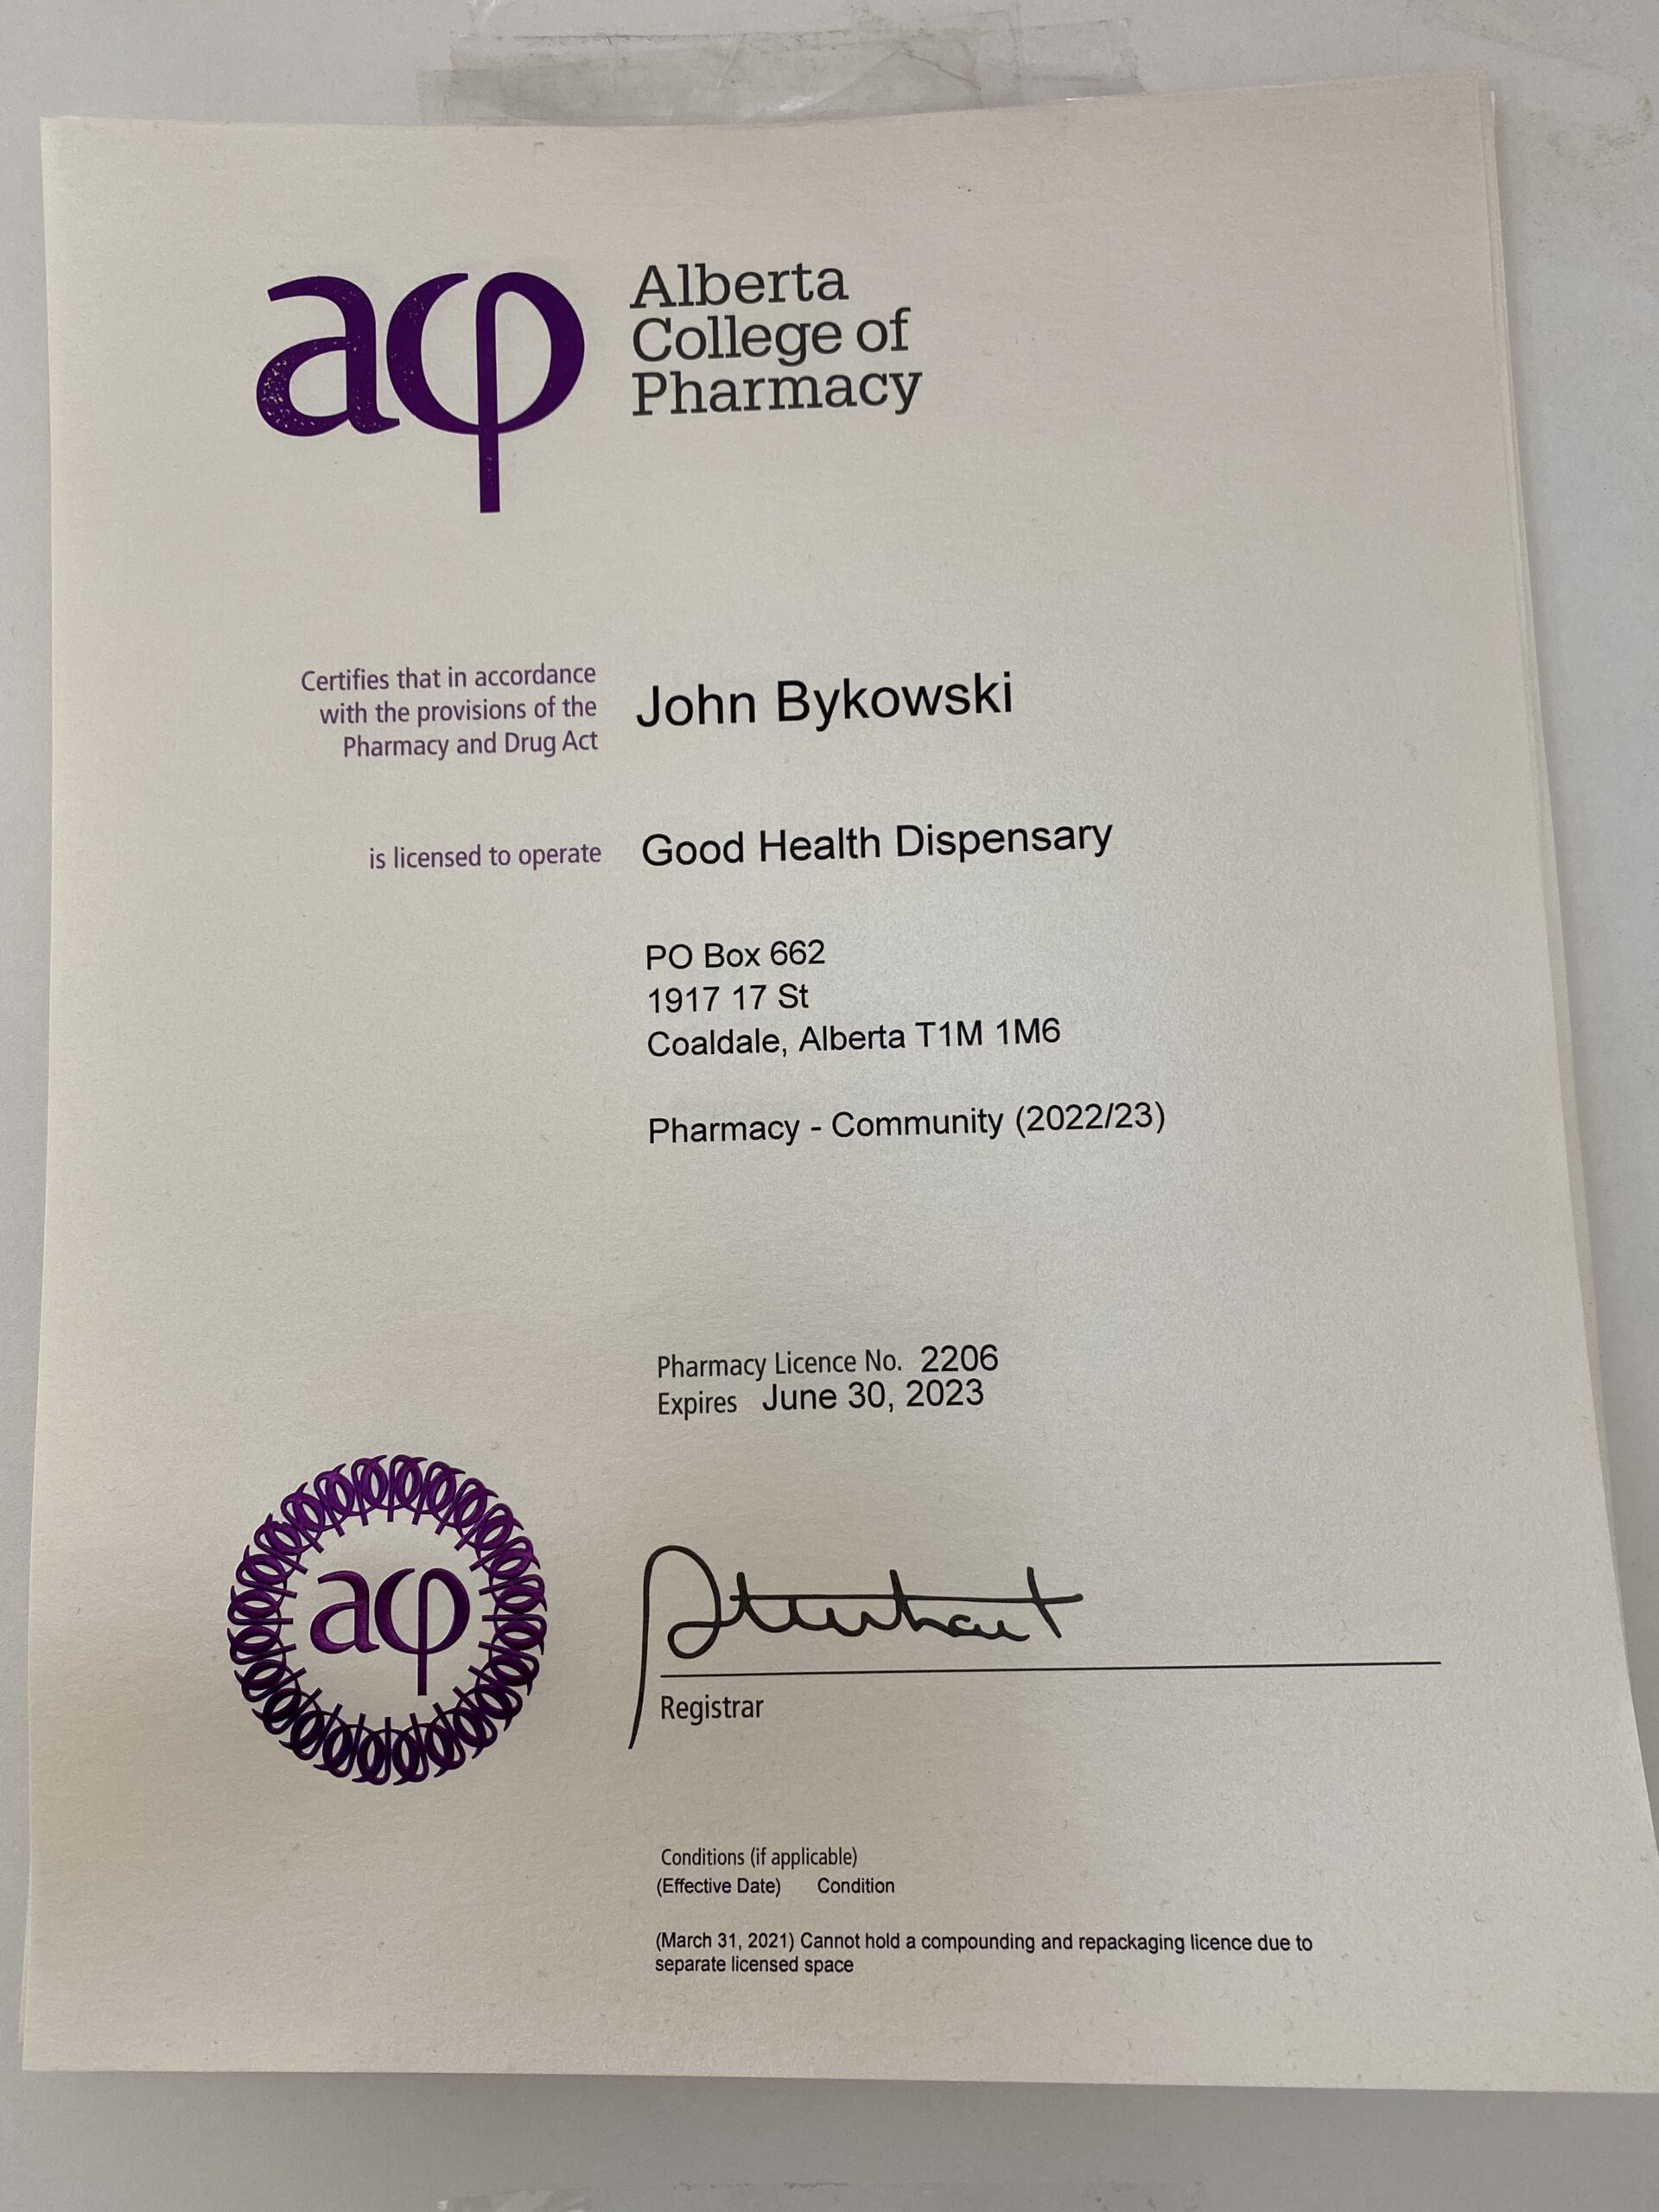 aφ
Alberta
College of
Pharmacy
Certifies that in accordance
with the provisions of the
Pharmacy and Drug Act
John Bykowski
is licensed to operate
Good Health Dispensary
PO Box 662
1917 17 St
Coaldale, Alberta T1M 1M6
Pharmacy - Community (2022/23)
Pharmacy Licence No. 2206
Expires June 30, 2023
aφ
Registrar
Conditions (if applicable)
(Effective Date) Condition
(March 31, 2021) Cannot hold a compounding and repackaging licence due to
separate licensed space